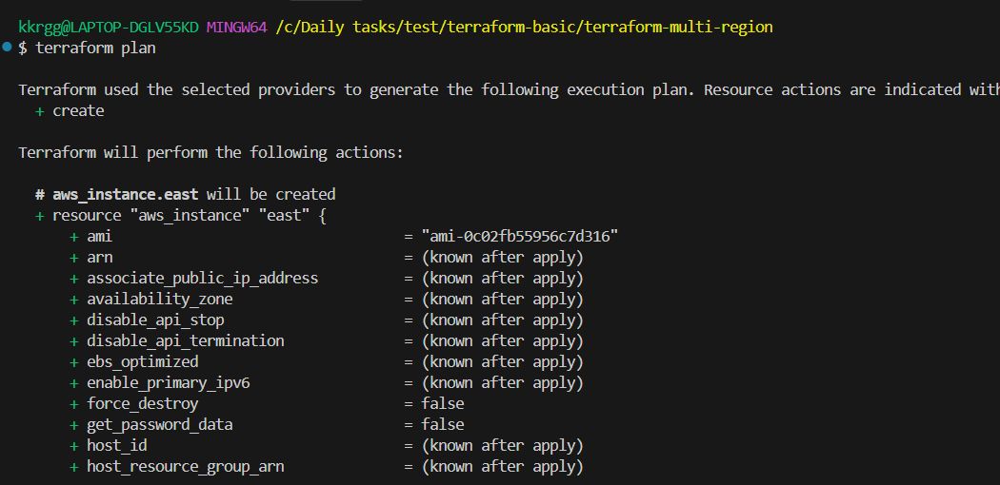 kkrgg@LAPTOP-DGLV55KD MINGW64 /c/Daily tasks/test/terraform-basic/terraform-multi-region
$ terraform plan
Terraform used the selected providers to generate the following execution plan. Resource actions are indicated with
+ create
Terraform will perform the following actions:
# aws_instance.east will be created
+ resource "aws_instance" "east" {
+ ami = "ami-0c02fb55956c7d316"
+ arn = (known after apply)
+ associate_public_ip_address = (known after apply)
+ availability_zone = (known after apply)
+ disable_api_stop = (known after apply)
+ disable_api_termination = (known after apply)
+ ebs_optimized = (known after apply)
+ enable_primary_ipv6 = (known after apply)
+ force_destroy = false
+ get_password_data = false
+ host_id = (known after apply)
+ host_resource_group_arn = (known after apply)